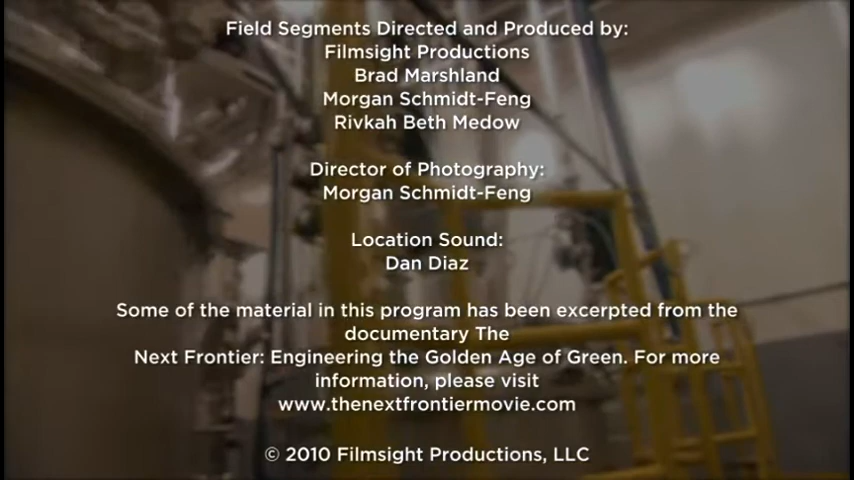 Field Segments Directed and Produced by:
Filmsight Productions
Brad Marshland
Morgan Schmidt-Feng
Rivkah Beth Medow
Director of Photography:
Morgan Schmidt-Feng
Location Sound:
Dan Diaz
Some of the material in this program has been excerpted from the
documentary The
Next Frontier: Engineering the Golden Age of Green. For more
information, please visit
www.thenextfrontiermovie.com
© 2010 Filmsight Productions, LLC